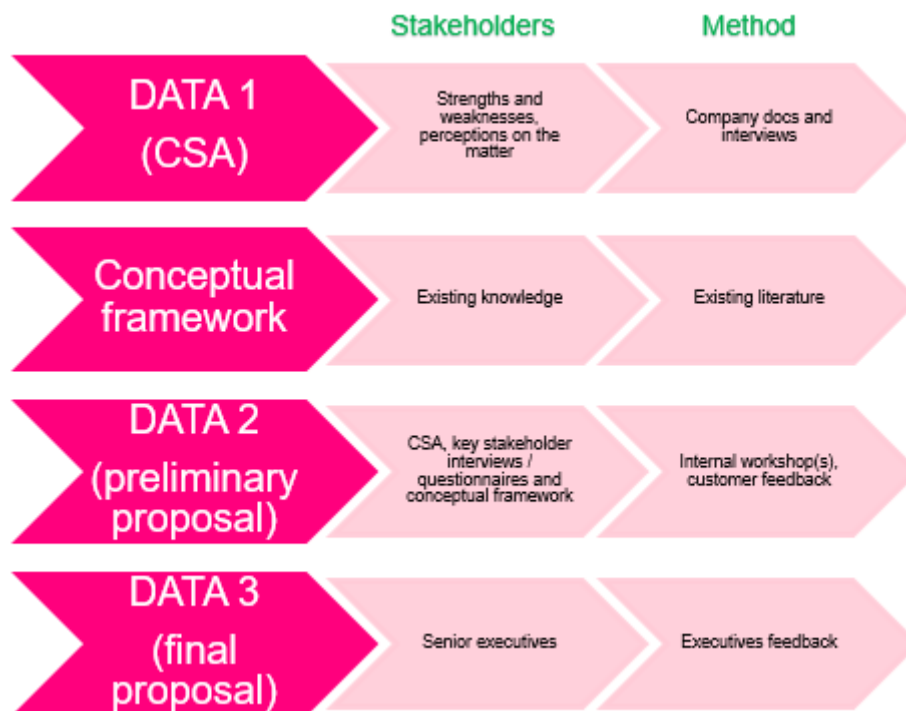 Stakeholders Method
DATA 1
(CSA)
Strengths and
weaknesses,
perceptions on the
matter
Company docs and
interviews
Conceptual
framework
Existing knowledge
Existing literature
DATA 2
(preliminary
proposal)
CSA, key stakeholder
interviews /
questionnaires and
conceptual framework
Internal workshop(s),
customer feedback
DATA 3
(final
proposal)
Senior executives
Executives feedback